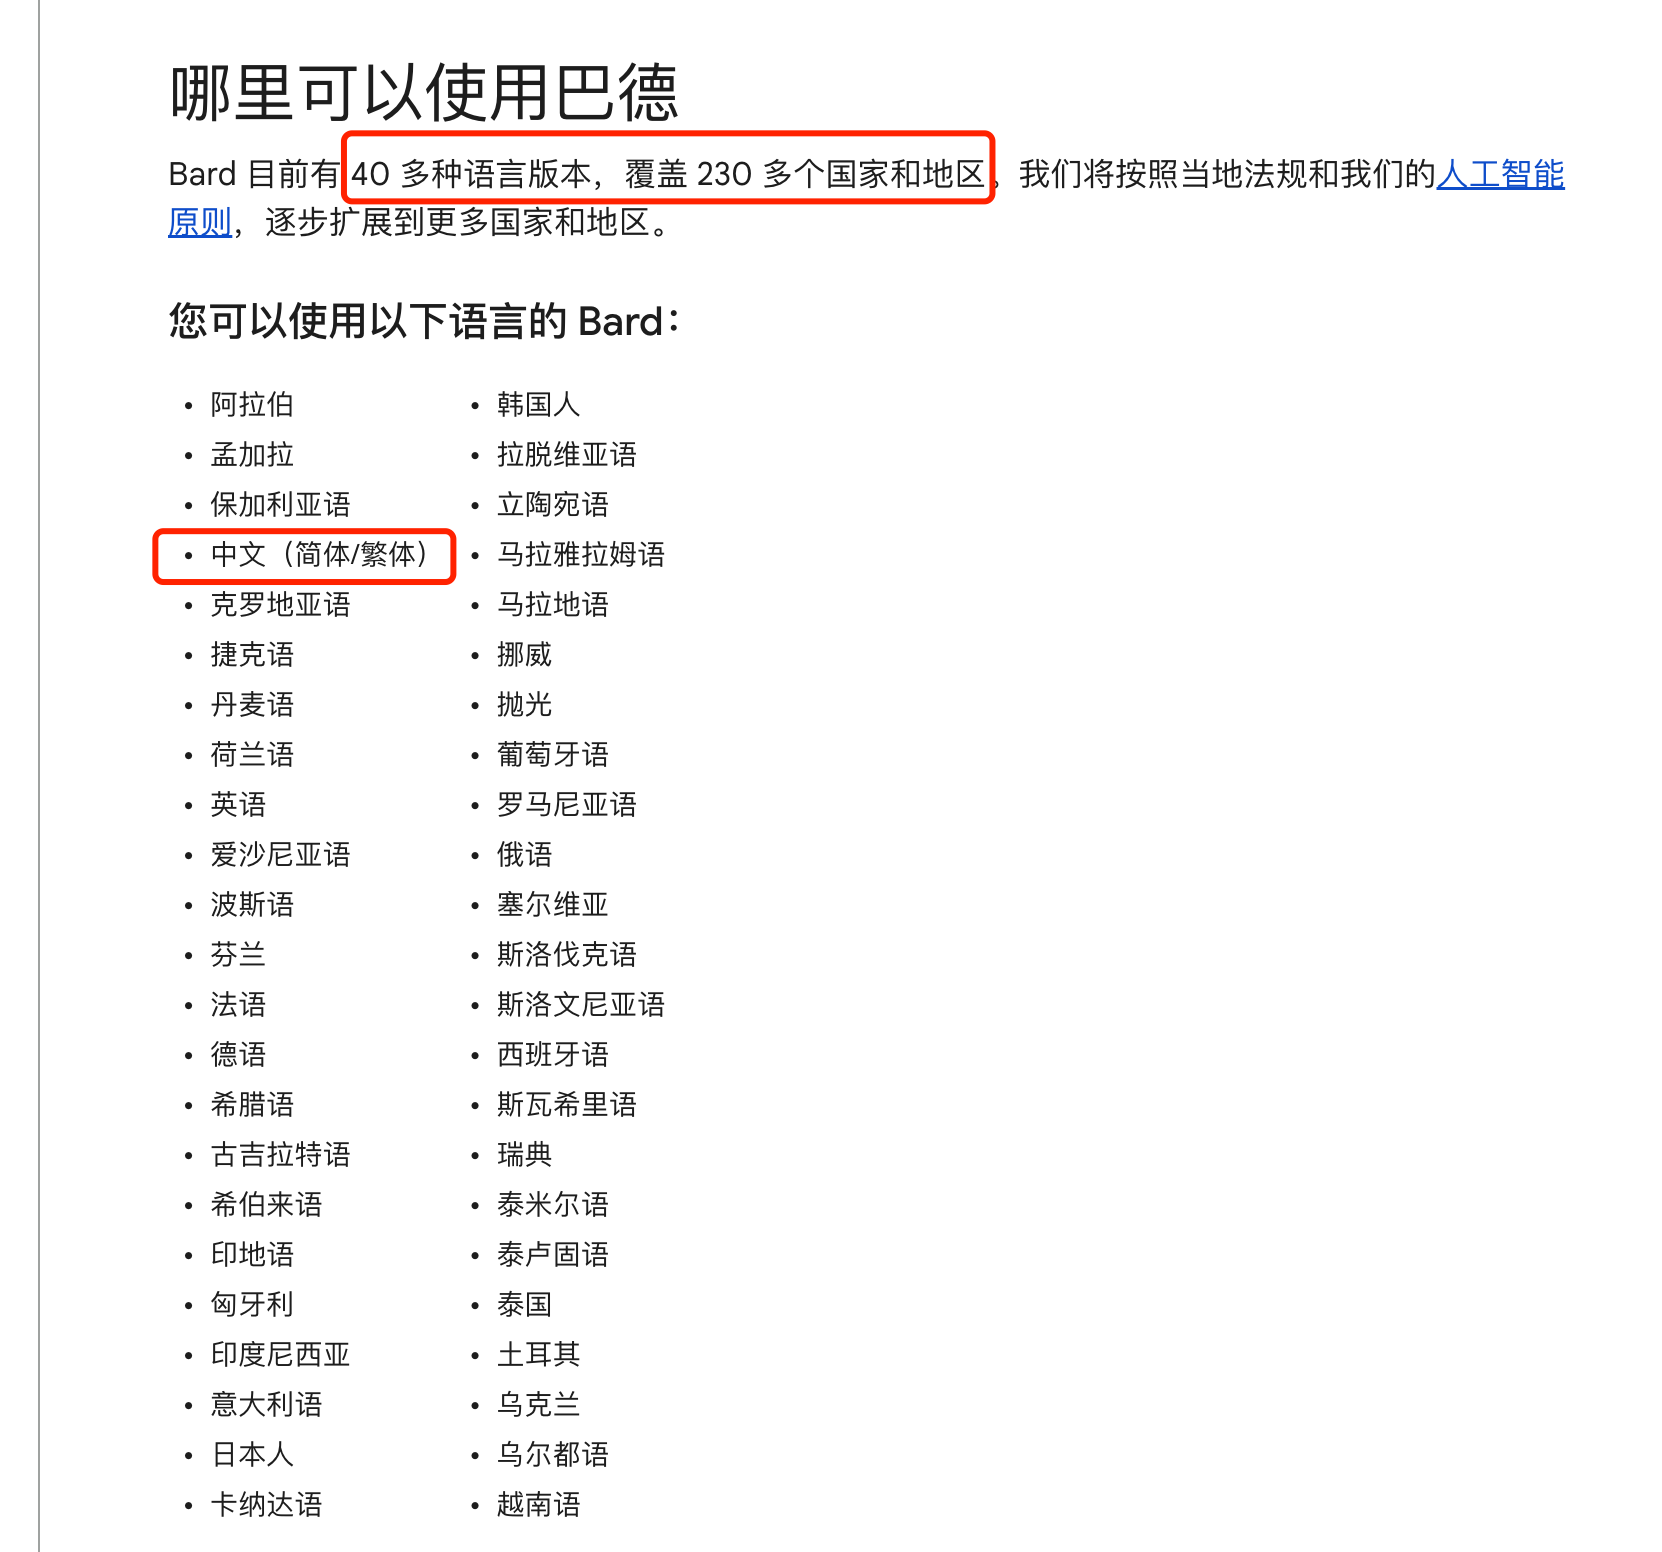 哪里可以使用巴德
Bard 目前有 40 多种语言版本，覆盖 230 多个国家和地区。我们将按照当地法规和我们的人工智能
原则，逐步扩展到更多国家和地区。
您可以使用以下语言的 Bard：
• 阿拉伯
• 孟加拉
• 保加利亚语
• 中文（简体/繁体）
• 克罗地亚语
• 捷克语
• 丹麦语
• 荷兰语
• 英语
• 爱沙尼亚语
• 波斯语
• 芬兰
• 法语
• 德语
• 希腊语
• 古吉拉特语
• 希伯来语
• 印地语
• 匈牙利
• 印度尼西亚
• 意大利语
• 日本人
• 卡纳达语
• 韩国人
• 拉脱维亚语
• 立陶宛语
• 马拉雅拉姆语
• 马拉地语
• 挪威
• 抛光
• 葡萄牙语
• 罗马尼亚语
• 俄语
• 塞尔维亚
• 斯洛伐克语
• 斯洛文尼亚语
• 西班牙语
• 斯瓦希里语
• 瑞典
• 泰米尔语
• 泰卢固语
• 泰国
• 土耳其
• 乌克兰
• 乌尔都语
• 越南语